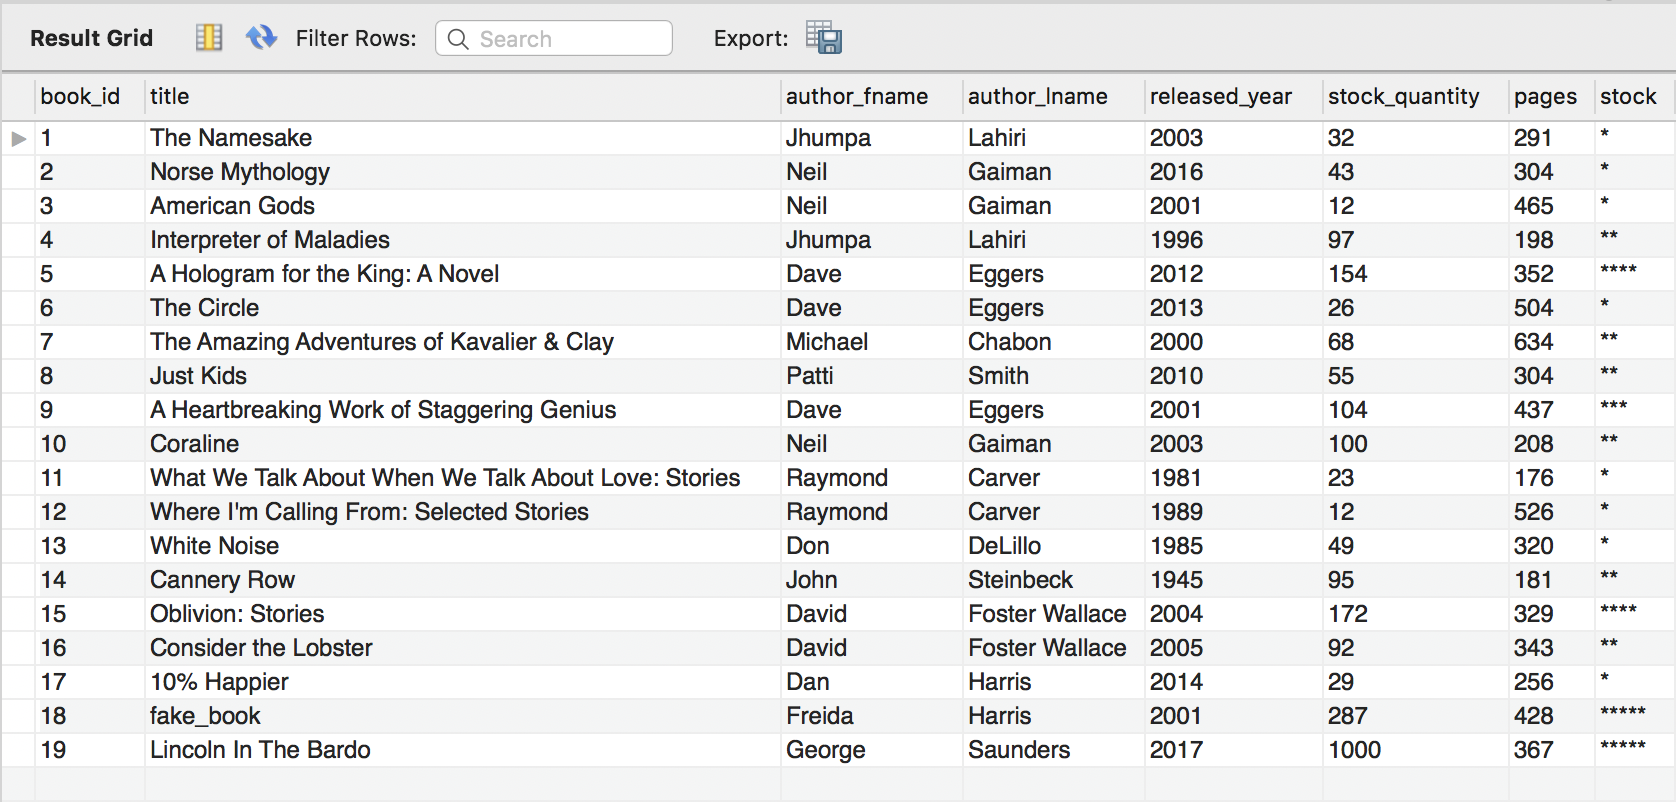 Result Grid Filter Rows: Search Export:
book_id title author_fname author_lname released_year stock_quantity pages stock
1 The Namesake Jhumpa Lahiri 2003 32 291 *
2 Norse Mythology Neil Gaiman 2016 43 304 *
3 American Gods Neil Gaiman 2001 12 465 *
4 Interpreter of Maladies Jhumpa Lahiri 1996 97 198 **
5 A Hologram for the King: A Novel Dave Eggers 2012 154 352 ****
6 The Circle Dave Eggers 2013 26 504 *
7 The Amazing Adventures of Kavalier & Clay Michael Chabon 2000 68 634 **
8 Just Kids Patti Smith 2010 55 304 **
9 A Heartbreaking Work of Staggering Genius Dave Eggers 2001 104 437 ***
10 Coraline Neil Gaiman 2003 100 208 **
11 What We Talk About When We Talk About Love: Stories Raymond Carver 1981 23 176 *
12 Where I'm Calling From: Selected Stories Raymond Carver 1989 12 526 *
13 White Noise Don DeLillo 1985 49 320 *
14 Cannery Row John Steinbeck 1945 95 181 **
15 Oblivion: Stories David Foster Wallace 2004 172 329 ****
16 Consider the Lobster David Foster Wallace 2005 92 343 **
17 10% Happier Dan Harris 2014 29 256 *
18 fake_book Freida Harris 2001 287 428 *****
19 Lincoln In The Bardo George Saunders 2017 1000 367 *****